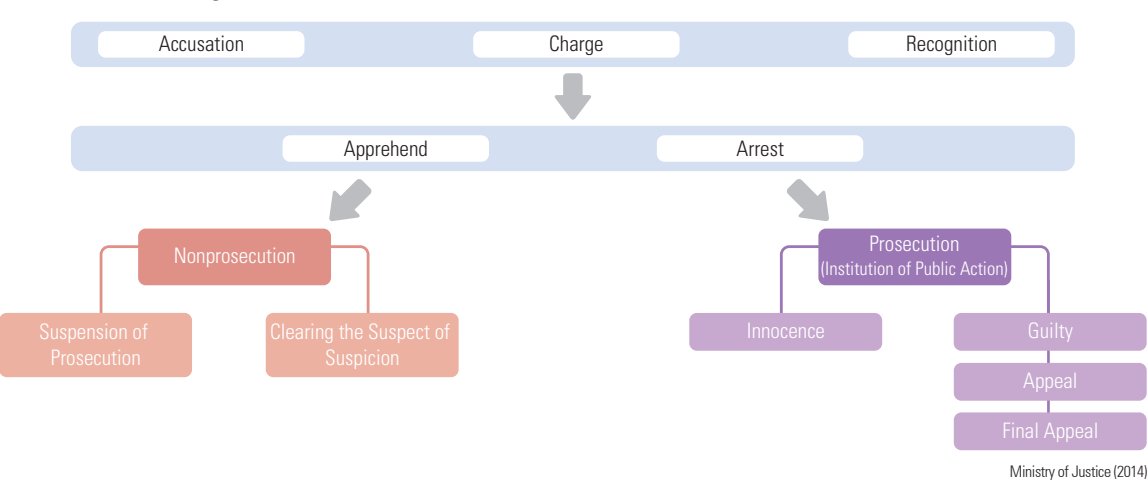 Accusation
Charge
Recognition
Apprehend
Arrest
Nonprosecution
Prosecution
(Institution of Public Action)
Suspension of
Prosecution
Clearing the Suspect of
Suspicion
Innocence
Guilty
Appeal
Final Appeal
Ministry of Justice (2014)